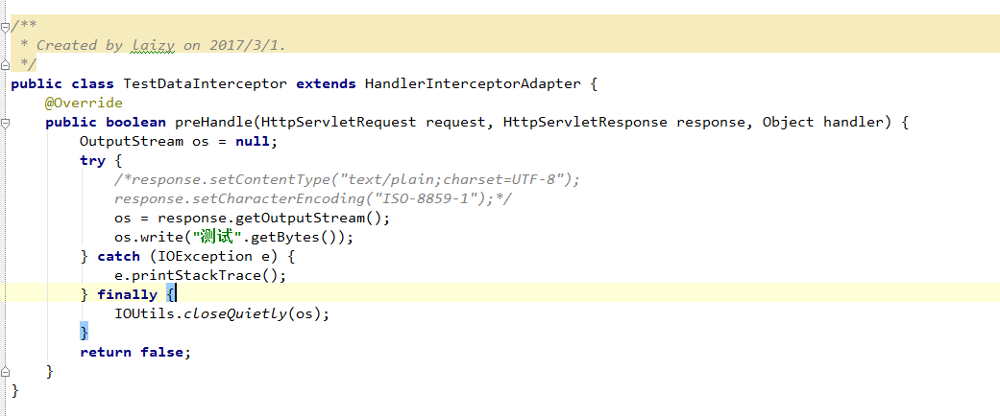 /**
 * Created by laizy on 2017/3/1.
 */
public class TestDataInterceptor extends HandlerInterceptorAdapter {
    @Override
    public boolean preHandle(HttpServletRequest request, HttpServletResponse response, Object handler) {
        OutputStream os = null;
        try {
            /*response.setContentType("text/plain;charset=UTF-8");
            response.setCharacterEncoding("ISO-8859-1");*/
            os = response.getOutputStream();
            os.write("测试".getBytes());
        } catch (IOException e) {
            e.printStackTrace();
        } finally {
            IOUtils.closeQuietly(os);
        }
        return false;
    }
}